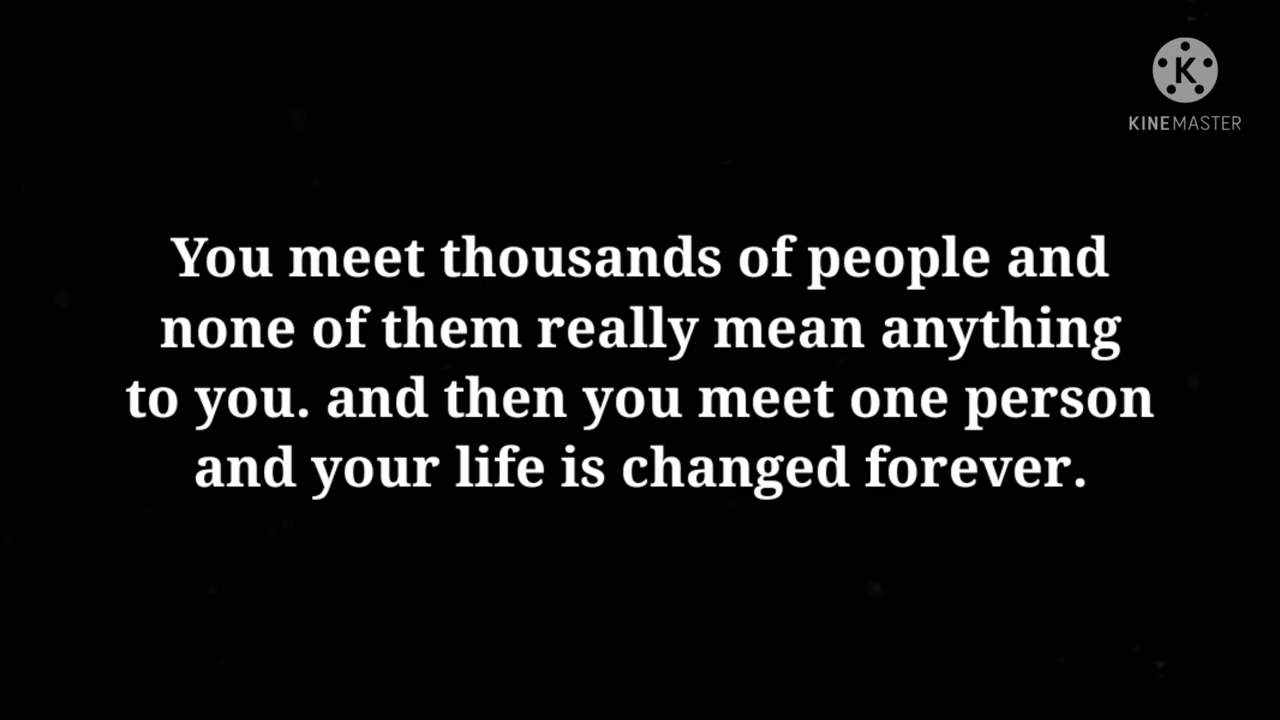 K
KINEMASTER
You meet thousands of people and
none of them really mean anything
to you. and then you meet one person
and your life is changed forever.